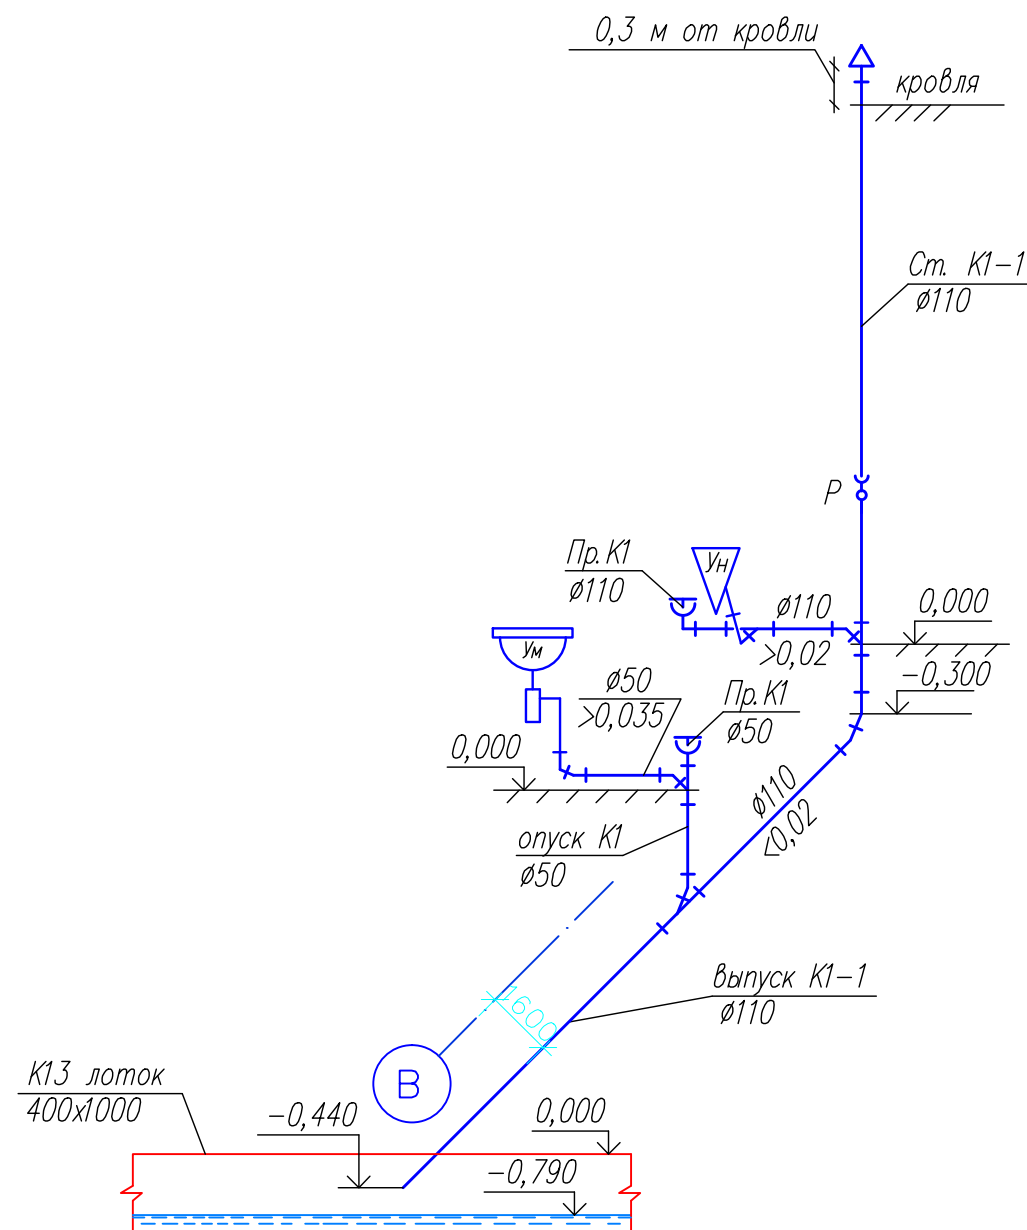 0,3 м от кровли
кровля
Ст. К1-1
ø110
Р
Пр.К1
ø110
Ун
ø110
>0,02
0,000
-0,300
Ум
ø50
>0,035
Пр.К1
ø50
0,000
ø110
<0,02
опуск К1
ø50
выпуск К1-1
ø110
1600
В
К13 лоток
400х1000
-0,440
0,000
-0,790